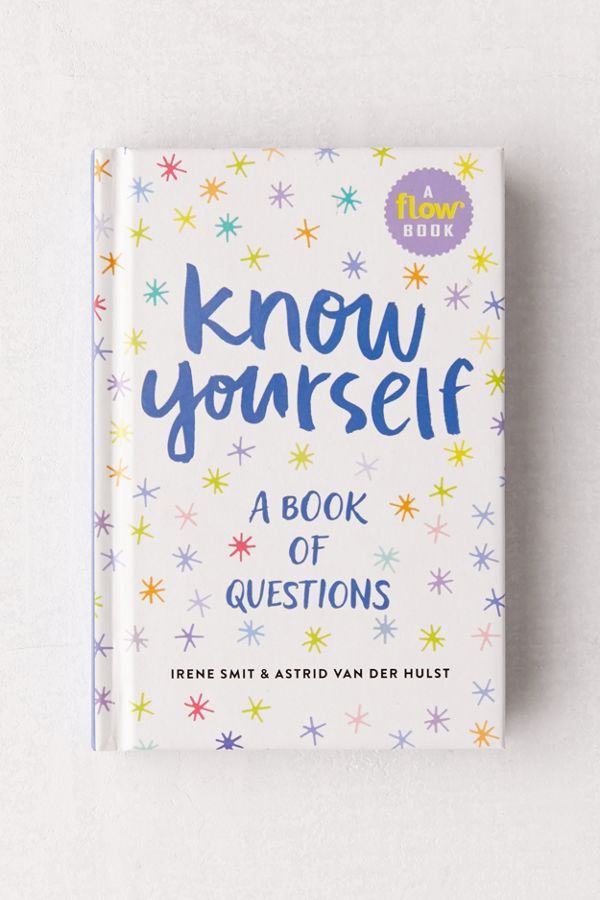 A
flow
BOOK
know
yourself
A BOOK
OF
QUESTIONS
IRENE SMIT & ASTRID VAN DER HULST